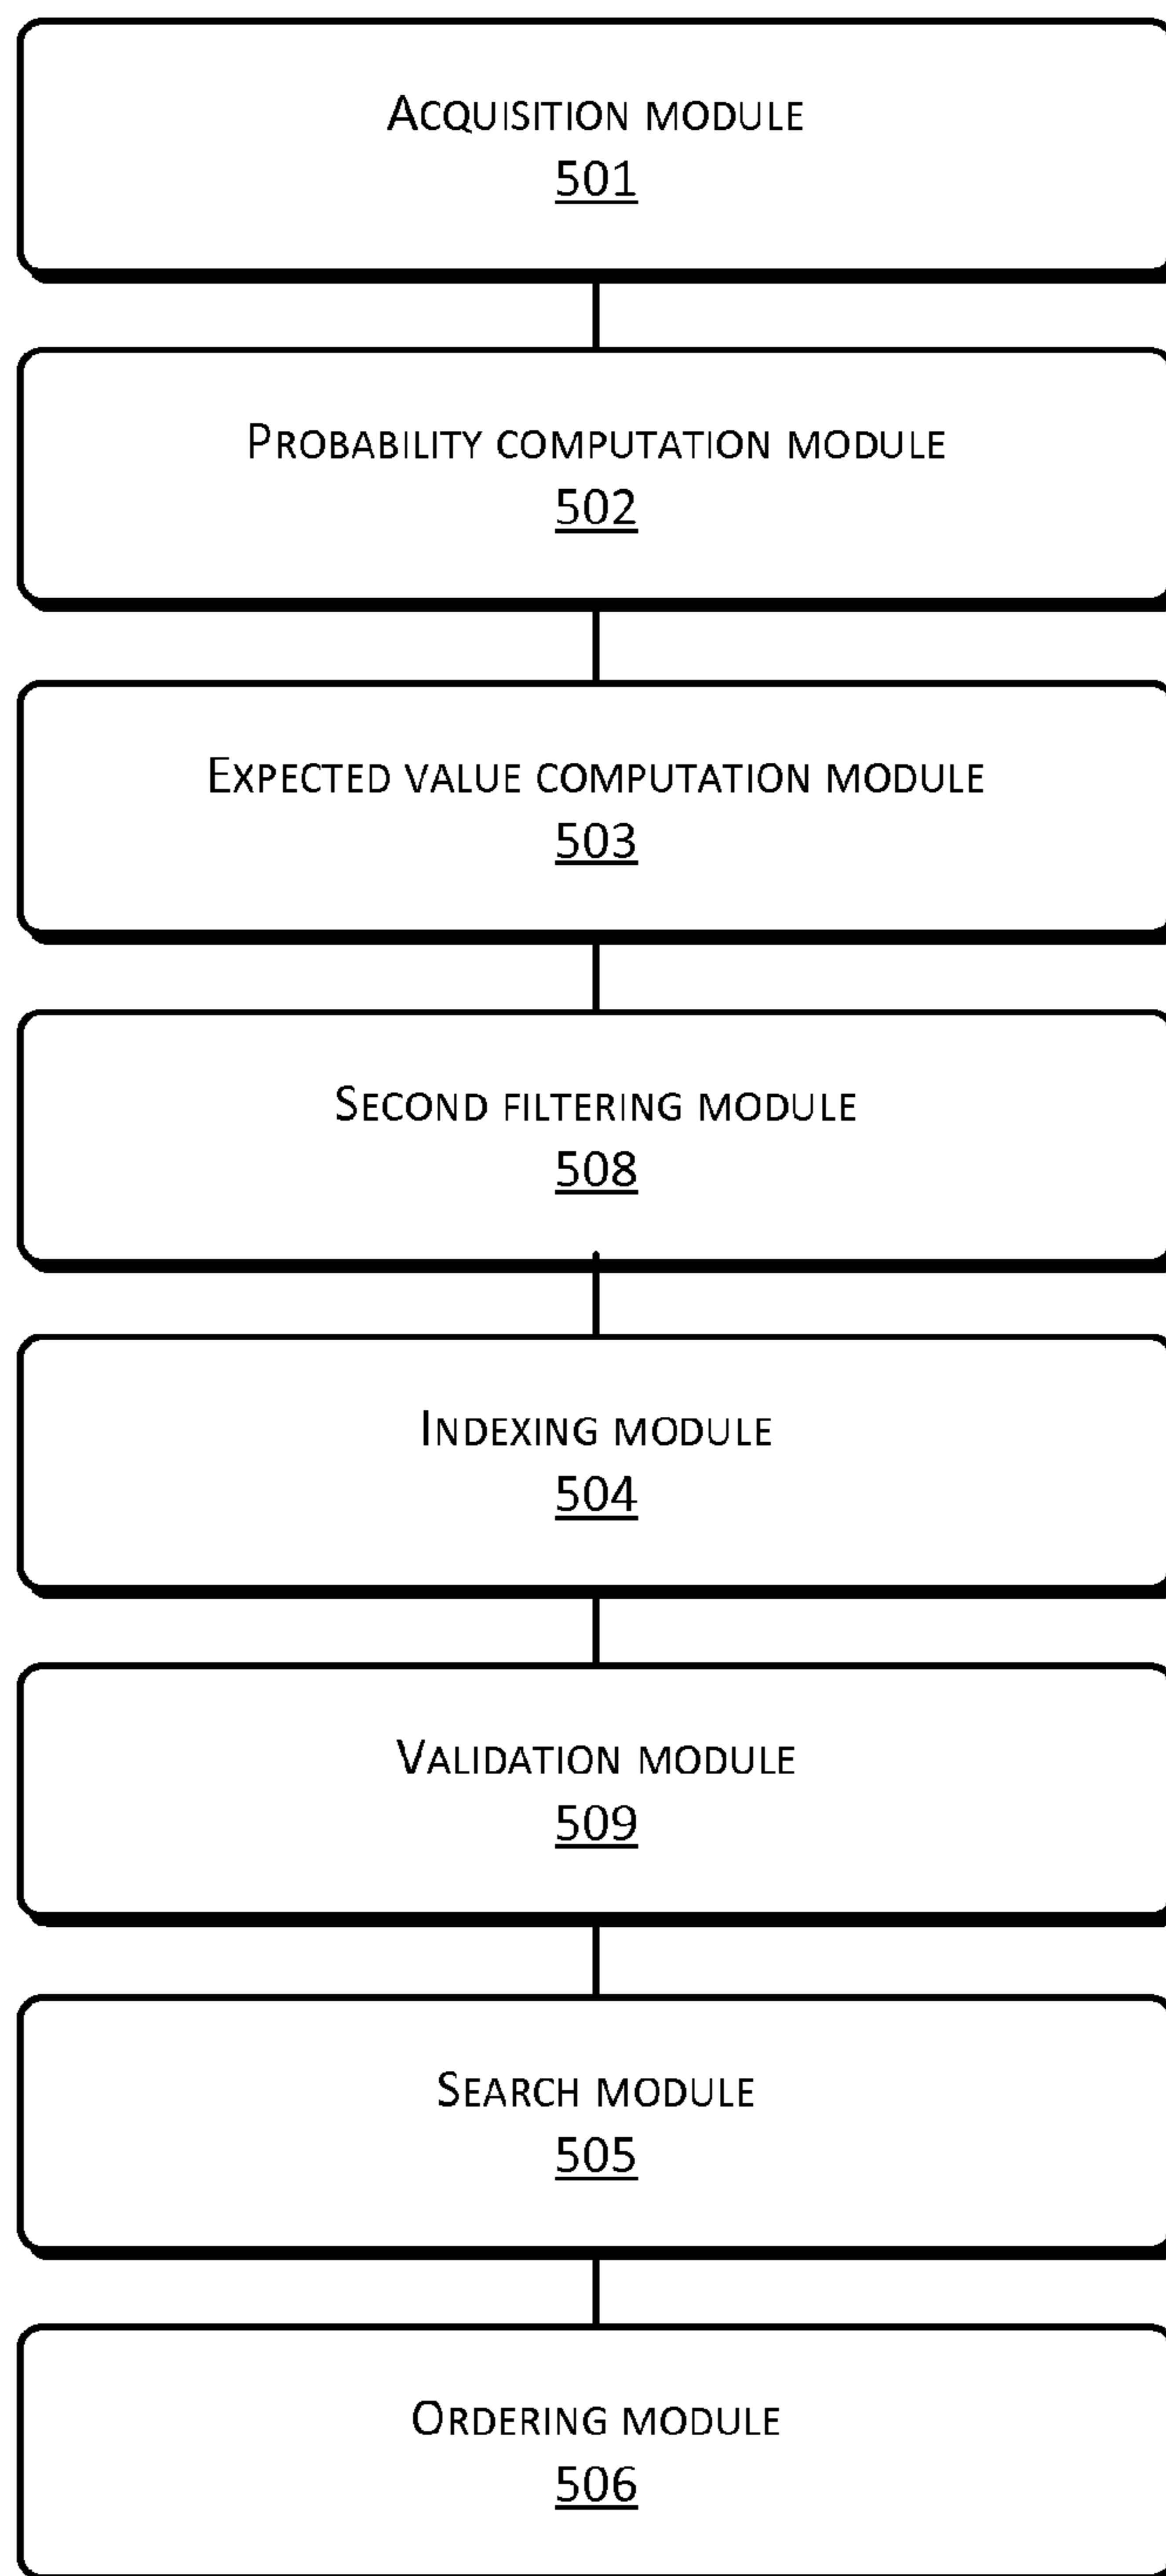 Acquisition module
501
Probability computation module
502
Expected value computation module
503
Second filtering module
508
Indexing module
504
Validation module
509
Search module
505
Ordering module
506